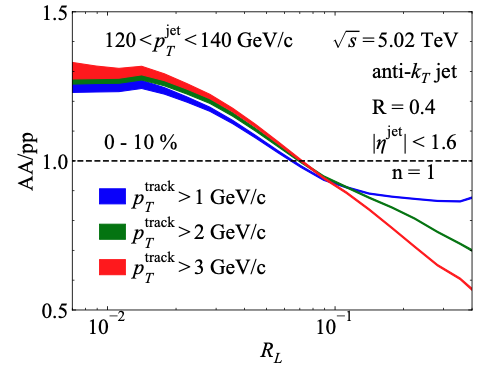 1.5
120 < p_T^jet < 140 GeV/c
√s = 5.02 TeV
anti-k_T jet
R = 0.4
0 - 10 %
|η^jet| < 1.6
AA/pp
1.0
n = 1
p_T^track > 1 GeV/c
p_T^track > 2 GeV/c
p_T^track > 3 GeV/c
0.5
10^−2
10^−1
R_L